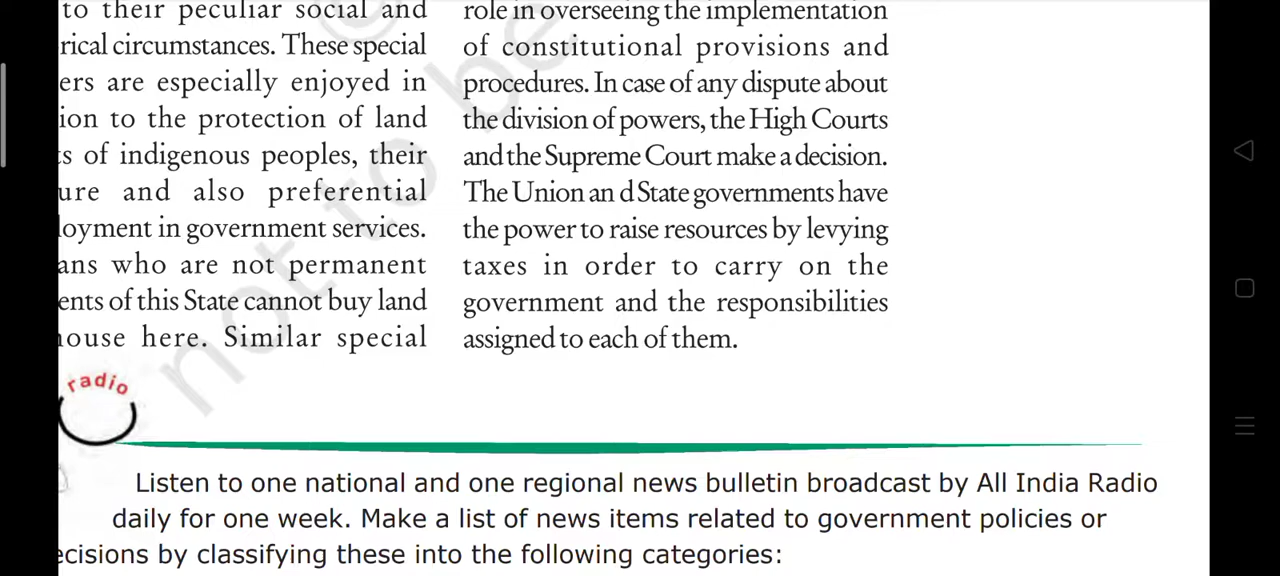 to their peculiar social and
rical circumstances. These special
ers are especially enjoyed in
ion to the protection of land
s of indigenous peoples, their
ure and also preferential
loyment in government services.
ans who are not permanent
ents of this State cannot buy land
house here. Similar special
role in overseeing the implementation
of constitutional provisions and
procedures. In case of any dispute about
the division of powers, the High Courts
and the Supreme Court make a decision.
The Union an d State governments have
the power to raise resources by levying
taxes in order to carry on the
government and the responsibilities
assigned to each of them.
not to be
radio
Listen to one national and one regional news bulletin broadcast by All India Radio
daily for one week. Make a list of news items related to government policies or
ecisions by classifying these into the following categories: